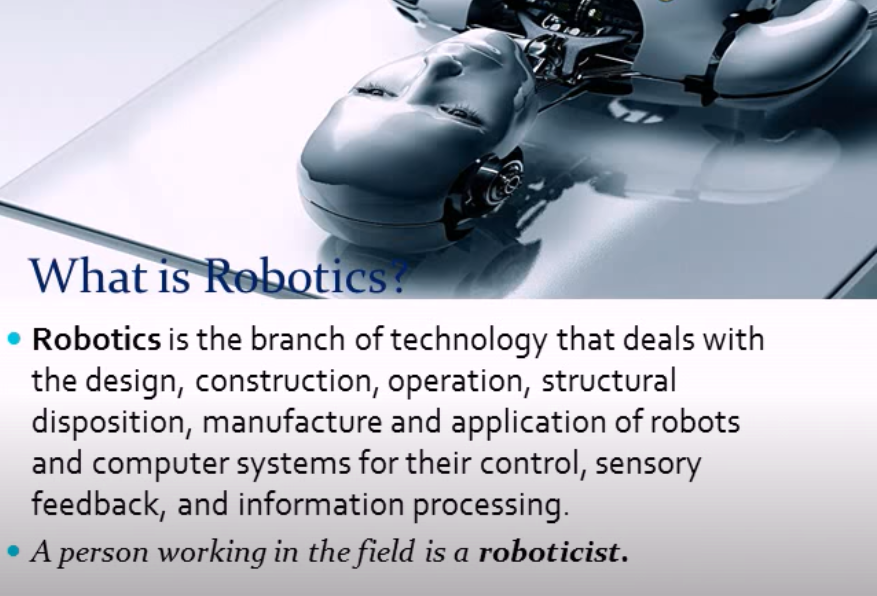 What is Robotics?
• Robotics is the branch of technology that deals with
the design, construction, operation, structural
disposition, manufacture and application of robots
and computer systems for their control, sensory
feedback, and information processing.
• A person working in the field is a roboticist.